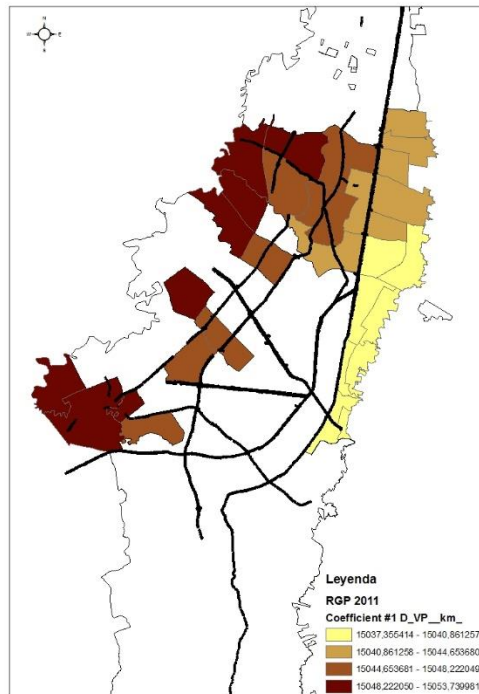 N
W E
S
Leyenda
RGP 2011
Coefficient #1 D_VP__km_
15037,355414 - 15040,861257
15040,861258 - 15044,653680
15044,653681 - 15048,222049
15048,222050 - 15053,739981